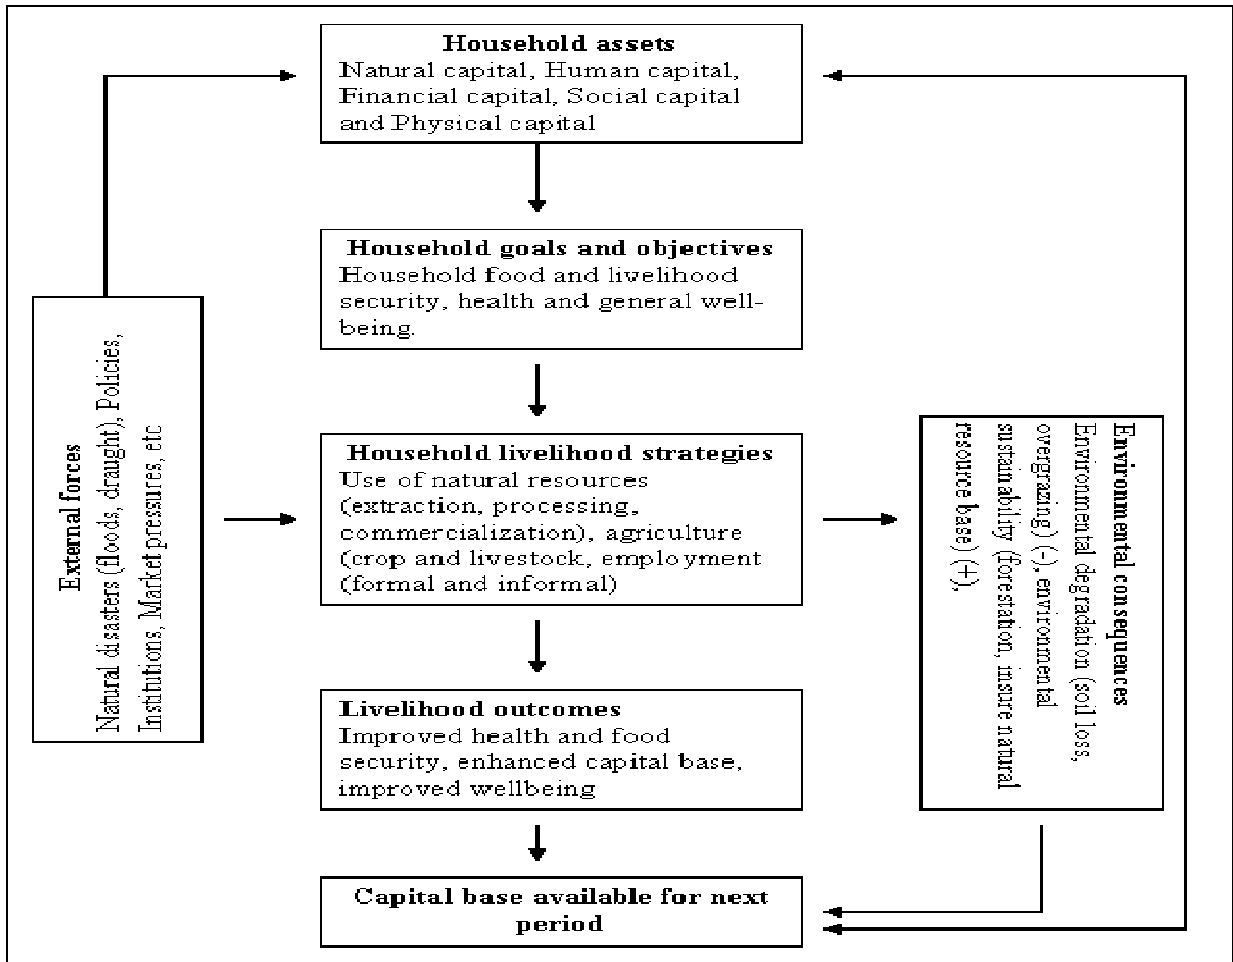 Household assets
Natural capital, Human capital,
Financial capital, Social capital
and Physical capital
Household goals and objectives
Household food and livelihood
security, health and general well-
being.
External forces
Natural disasters (floods, draught), Policies,
Institutions, Market pressures, etc
Household livelihood strategies
Use of natural resources
(extraction, processing,
commercialization), agriculture
(crop and livestock, employment
(formal and informal)
Environmental consequences
Environmental degradation (soil loss,
overgrazing) (-), environmental
sustainability (forestation, insure natural
resource base) (+),
Livelihood outcomes
Improved health and food
security, enhanced capital base,
improved wellbeing
Capital base available for next
period